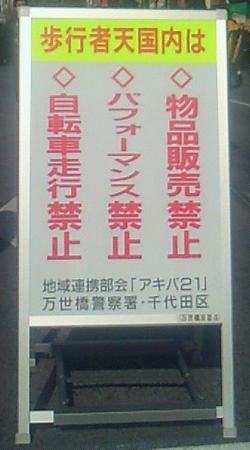 歩行者天国内は
◇物品販売禁止
◇パフォーマンス禁止
◇自転車走行禁止
地域連携部会「アキバ21」
万世橋警察署・千代田区